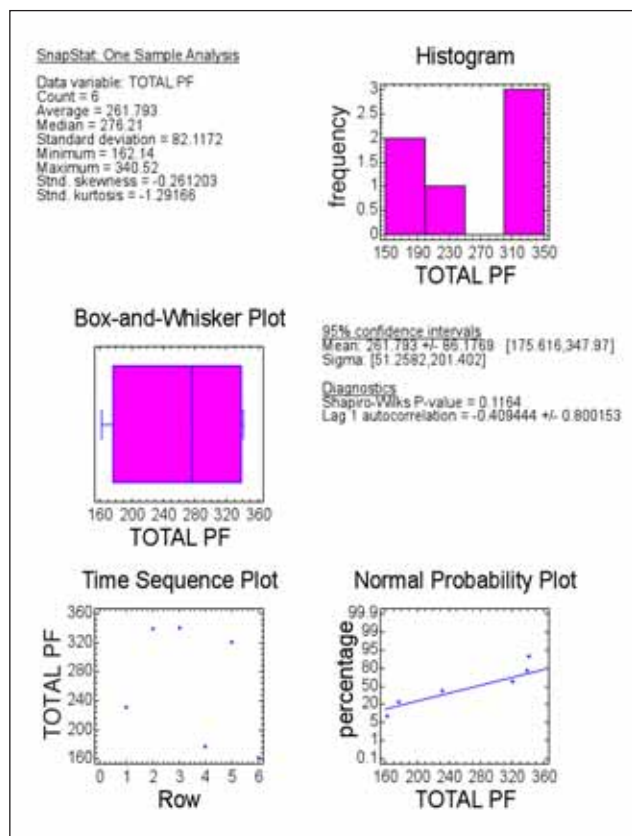 SnapStat: One Sample Analysis
Data variable: TOTAL PF
Count = 6
Average = 261.793
Median = 276.21
Standard deviation = 82.1172
Minimum = 162.14
Maximum = 340.52
Stnd. skewness = -0.261203
Stnd. kurtosis = -1.29166
Histogram
frequency
3
2.5
2
1.5
1
0.5
0
150 190 230 270 310 350
TOTAL PF
Box-and-Whisker Plot
160 200 240 280 320 360
TOTAL PF
95% confidence intervals
Mean: 261.793 +/- 86.1769 [175.616,347.97]
Sigma: [51.2582,201.402]
Diagnostics
Shapiro-Wilks P-value = 0.1164
Lag 1 autocorrelation = -0.409444 +/- 0.800153
Time Sequence Plot
TOTAL PF
360
320
280
240
200
160
0 1 2 3 4 5 6
Row
Normal Probability Plot
percentage
99.9
99
95
80
50
20
5
1
0.1
160 200 240 280 320 360
TOTAL PF